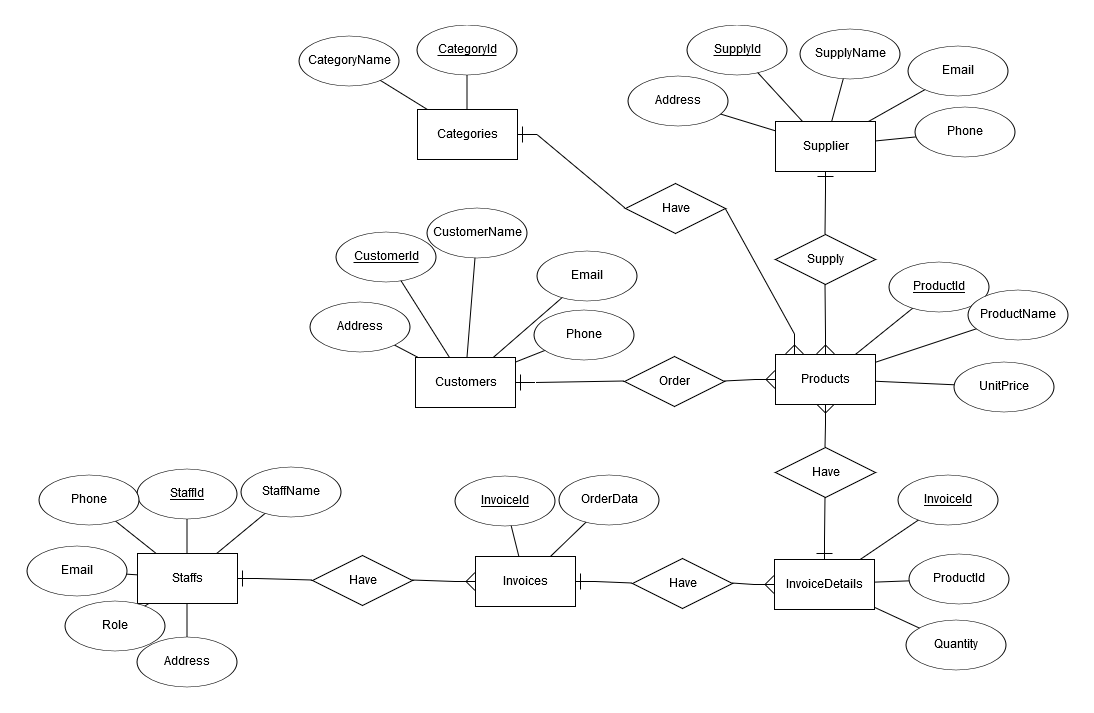 CategoryName
CategoryId
Categories
SupplyId
SupplyName
Email
Address
Phone
Supplier
Have
Supply
CustomerId
CustomerName
Email
Address
Phone
Customers
Order
ProductId
ProductName
UnitPrice
Products
Have
Phone
StaffId
StaffName
Email
Staffs
Role
Address
Have
InvoiceId
OrderData
Invoices
Have
InvoiceId
InvoiceDetails
ProductId
Quantity